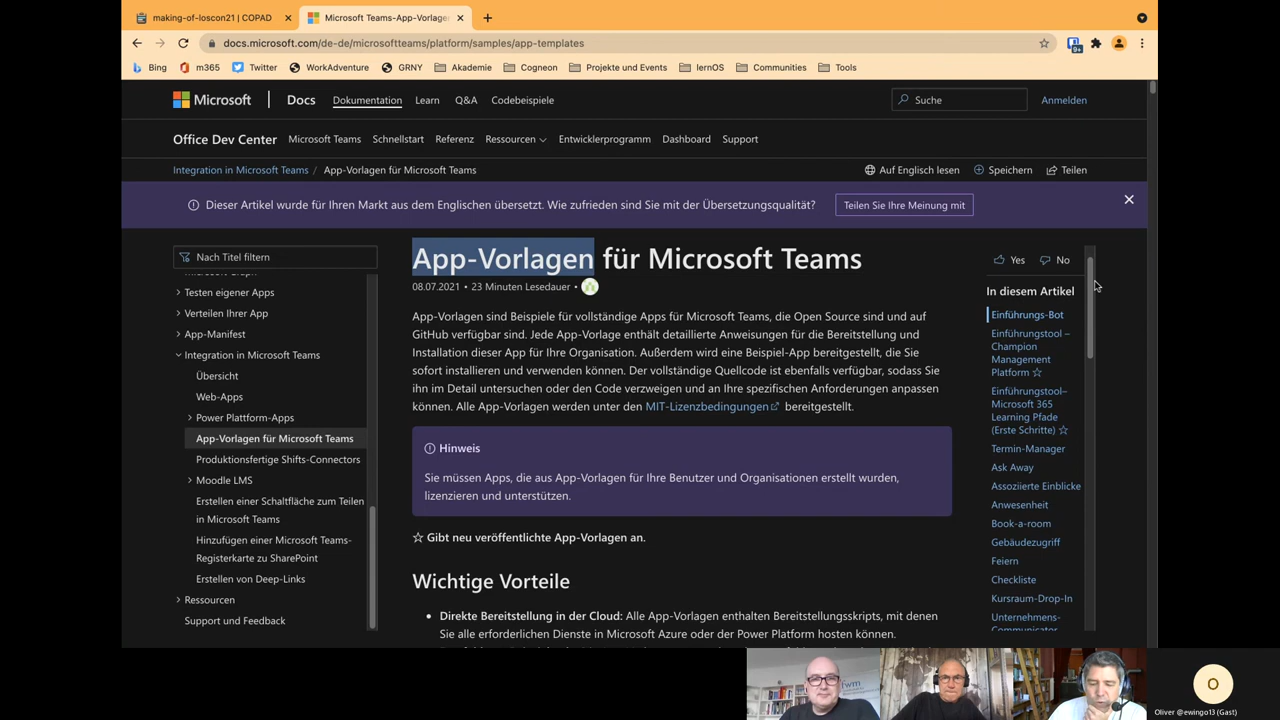 making-of-loscon21 | COPAD
Microsoft Teams-App-Vorlage
docs.microsoft.com/de-de/microsoftteams/platform/samples/app-templates
9+
Bing
m365
Twitter
WorkAdventure
GRNY
Akademie
Cogneon
Projekte und Events
lernOS
Communities
Tools
Microsoft
Docs
Dokumentation
Learn
Q&A
Codebeispiele
Suche
Anmelden
Office Dev Center
Microsoft Teams
Schnellstart
Referenz
Ressourcen
Entwicklerprogramm
Dashboard
Support
Integration in Microsoft Teams / App-Vorlagen für Microsoft Teams
Auf Englisch lesen
Speichern
Teilen
Dieser Artikel wurde für Ihren Markt aus dem Englischen übersetzt. Wie zufrieden sind Sie mit der Übersetzungsqualität?
Teilen Sie Ihre Meinung mit
Nach Titel filtern
Testen eigener Apps
Verteilen Ihrer App
App-Manifest
Integration in Microsoft Teams
Übersicht
Web-Apps
Power Plattform-Apps
App-Vorlagen für Microsoft Teams
Produktionsfertige Shifts-Connectors
Moodle LMS
Erstellen einer Schaltfläche zum Teilen
in Microsoft Teams
Hinzufügen einer Microsoft Teams-
Registerkarte zu SharePoint
Erstellen von Deep-Links
Ressourcen
Support und Feedback
App-Vorlagen für Microsoft Teams
08.07.2021 • 23 Minuten Lesedauer •
App-Vorlagen sind Beispiele für vollständige Apps für Microsoft Teams, die Open Source sind und auf
GitHub verfügbar sind. Jede App-Vorlage enthält detaillierte Anweisungen für die Bereitstellung und
Installation dieser App für Ihre Organisation. Außerdem wird eine Beispiel-App bereitgestellt, die Sie
sofort installieren und verwenden können. Der vollständige Quellcode ist ebenfalls verfügbar, sodass Sie
ihn im Detail untersuchen oder den Code verzweigen und an Ihre spezifischen Anforderungen anpassen
können. Alle App-Vorlagen werden unter den MIT-Lizenzbedingungen bereitgestellt.
Hinweis
Sie müssen Apps, die aus App-Vorlagen für Ihre Benutzer und Organisationen erstellt wurden,
lizenzieren und unterstützen.
☆ Gibt neu veröffentlichte App-Vorlagen an.
Wichtige Vorteile
• Direkte Bereitstellung in der Cloud: Alle App-Vorlagen enthalten Bereitstellungsskripts, mit denen
Sie alle erforderlichen Dienste in Microsoft Azure oder der Power Platform hosten können.
Yes
No
In diesem Artikel
Einführungs-Bot
Einführungstool –
Champion
Management
Platform ☆
Einführungstool–
Microsoft 365
Learning Pfade
(Erste Schritte) ☆
Termin-Manager
Ask Away
Assoziierte Einblicke
Anwesenheit
Book-a-room
Gebäudezugriff
Feiern
Checkliste
Kursraum-Drop-In
Unternehmens-
Communicator
O
Oliver @ewingo13 (Gast)